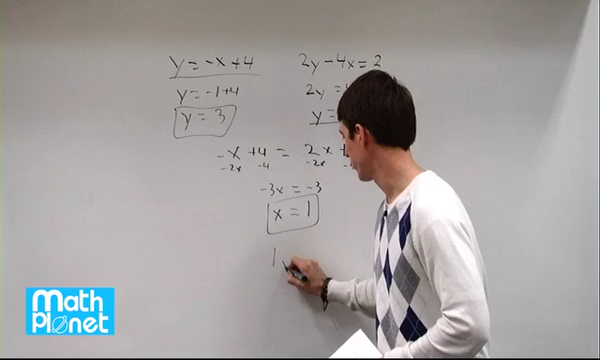 y = -x + 4
2y - 4x = 2
y = -1 + 4
2y =
y = 3
y =
-x + 4 = 2x +
-2x -4 -2x
-3x = -3
x = 1
1,
Math
Planet